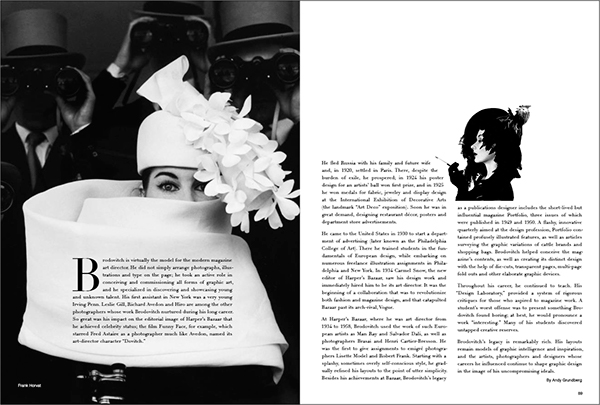 Brodovitch is virtually the model for the modern magazine
art director. He did not simply arrange photographs, illus-
trations and type on the page; he took an active role in
conceiving and commissioning all forms of graphic art,
and he specialized in discovering and showcasing young
and unknown talent. His first assistant in New York was a very young
Irving Penn. Leslie Gill, Richard Avedon and Hiro are among the other
photographers whose work Brodovitch nurtured during his long career.
So great was his impact on the editorial image of Harper's Bazaar that
he achieved celebrity status; the film Funny Face, for example, which
starred Fred Astaire as a photographer much like Avedon, named its
art-director character "Dovitch."
Frank Horvat
He fled Russia with his family and future wife
and, in 1920, settled in Paris. There, despite the
burden of exile, he prospered, in 1924 his poster
design for an artists' ball won first prize, and in 1925
he won medals for fabric, jewelry and display design
at the International Exhibition of Decorative Arts
(the landmark "Art Deco" exposition). Soon he was in
great demand, designing restaurant décor, posters and
department store advertisements.
He came to the United States in 1930 to start a depart-
ment of advertising (later known as the Philadelphia
College of Art). There he trained students in the fun-
damentals of European design, while embarking on
numerous freelance illustration assignments in Phila-
delphia and New York. In 1934 Carmel Snow, the new
editor of Harper's Bazaar, saw his design work and
immediately hired him to be its art director. It was the
beginning of a collaboration that was to revolutionize
both fashion and magazine design, and that catapulted
Bazaar past its arch-rival, Vogue.
At Harper's Bazaar, where he was art director from
1934 to 1958, Brodovitch used the work of such Euro-
pean artists as Man Ray and Salvador Dali, as well as
photographers Brassi and Henri Cartier-Bresson. He
was the first to give assignments to emigré photogra-
phers Lisette Model and Robert Frank. Starting with a
splashy, sometimes overly self-conscious style, he grad-
ually refined his layouts to the point of utter simplicity.
Besides his achievements at Bazaar, Brodovitch's legacy
as a publications designer includes the short-lived but
influential magazine Portfolio, three issues of which
were published in 1949 and 1950. A flashy, innovative
quarterly aimed at the design profession, Portfolio con-
tained profusely illustrated features, as well as articles
surveying the graphic variations of cattle brands and
shopping bags. Brodovitch helped conceive the mag-
azine's contents, as well as creating its distinct design
with the help of die-cuts, transparent pages, multi-page
fold-outs and other elaborate graphic devices.
Throughout his career, he continued to teach. His
"Design Laboratory," provided a system of rigorous
critiques for those who aspired to magazine work. A
student's worst offense was to present something Bro-
dovitch found boring; at best, he would pronounce a
work "interesting." Many of his students discovered
untapped creative reserves.
Brodovitch's legacy is remarkably rich. His layouts
remain models of graphic intelligence and inspiration,
and the artists, photographers and designers whose
careers he influenced continue to shape graphic design
in the image of his uncompromising ideals.
By Andy Grundberg